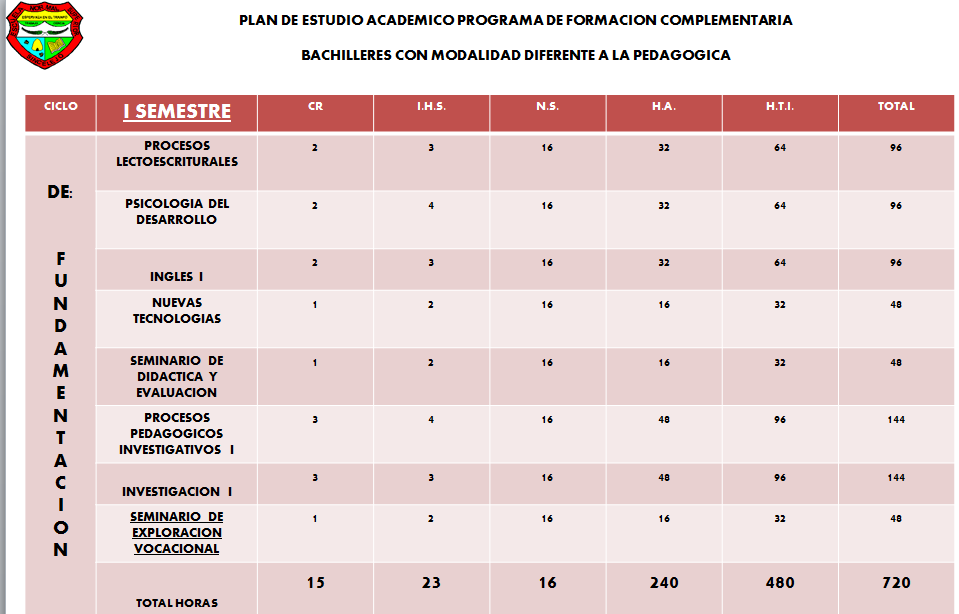 PLAN DE ESTUDIO ACADEMICO PROGRAMA DE FORMACION COMPLEMENTARIA
BACHILLERES CON MODALIDAD DIFERENTE A LA PEDAGOGICA
CICLO I SEMESTRE CR I.H.S. N.S. H.A. H.T.I. TOTAL
DE:
FUNDAMENTACION
PROCESOS
LECTOESCRITURALES
2 3 16 32 64 96
PSICOLOGIA DEL
DESARROLLO
2 4 16 32 64 96
INGLES I
2 3 16 32 64 96
NUEVAS
TECNOLOGIAS
1 2 16 16 32 48
SEMINARIO DE
DIDACTICA Y
EVALUACION
1 2 16 16 32 48
PROCESOS
PEDAGOGICOS
INVESTIGATIVOS I
3 4 16 48 96 144
INVESTIGACION I
3 3 16 48 96 144
SEMINARIO DE
EXPLORACION
VOCACIONAL
1 2 16 16 32 48
TOTAL HORAS
15 23 16 240 480 720